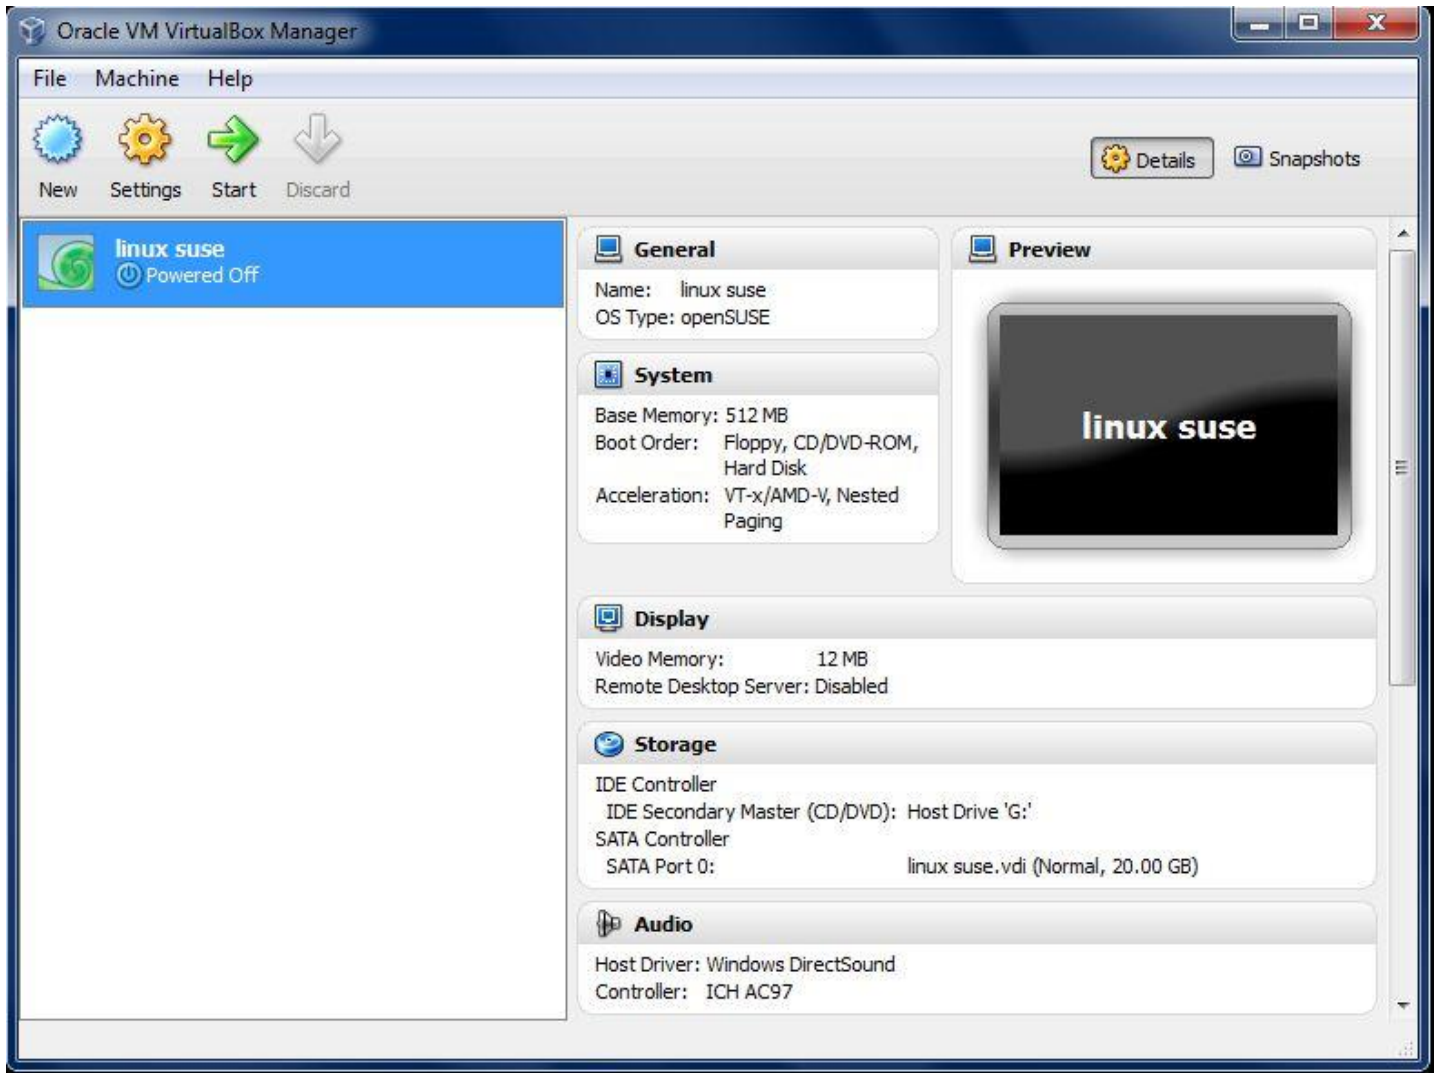 Oracle VM VirtualBox Manager
File Machine Help
New Settings Start Discard
Details Snapshots
linux suse
Powered Off
General
Name: linux suse
OS Type: openSUSE
System
Base Memory: 512 MB
Boot Order: Floppy, CD/DVD-ROM,
Hard Disk
Acceleration: VT-x/AMD-V, Nested
Paging
Preview
linux suse
Display
Video Memory: 12 MB
Remote Desktop Server: Disabled
Storage
IDE Controller
IDE Secondary Master (CD/DVD): Host Drive 'G:'
SATA Controller
SATA Port 0: linux suse.vdi (Normal, 20.00 GB)
Audio
Host Driver: Windows DirectSound
Controller: ICH AC97